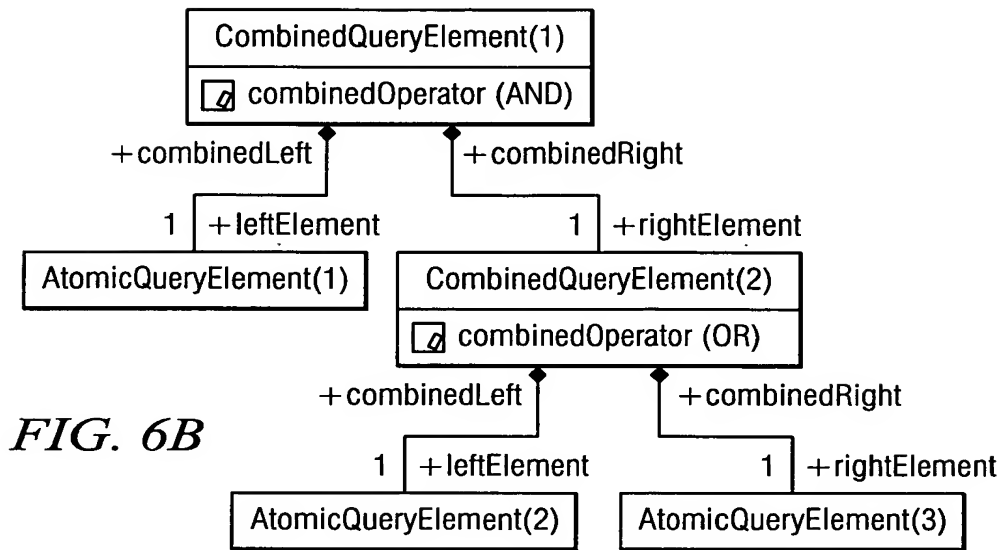 CombinedQueryElement(1)
combinedOperator (AND)
+combinedLeft
+combinedRight
1 +leftElement
1 +rightElement
AtomicQueryElement(1)
CombinedQueryElement(2)
combinedOperator (OR)
+combinedLeft
+combinedRight
FIG. 6B
1 +leftElement
1 +rightElement
AtomicQueryElement(2)
AtomicQueryElement(3)